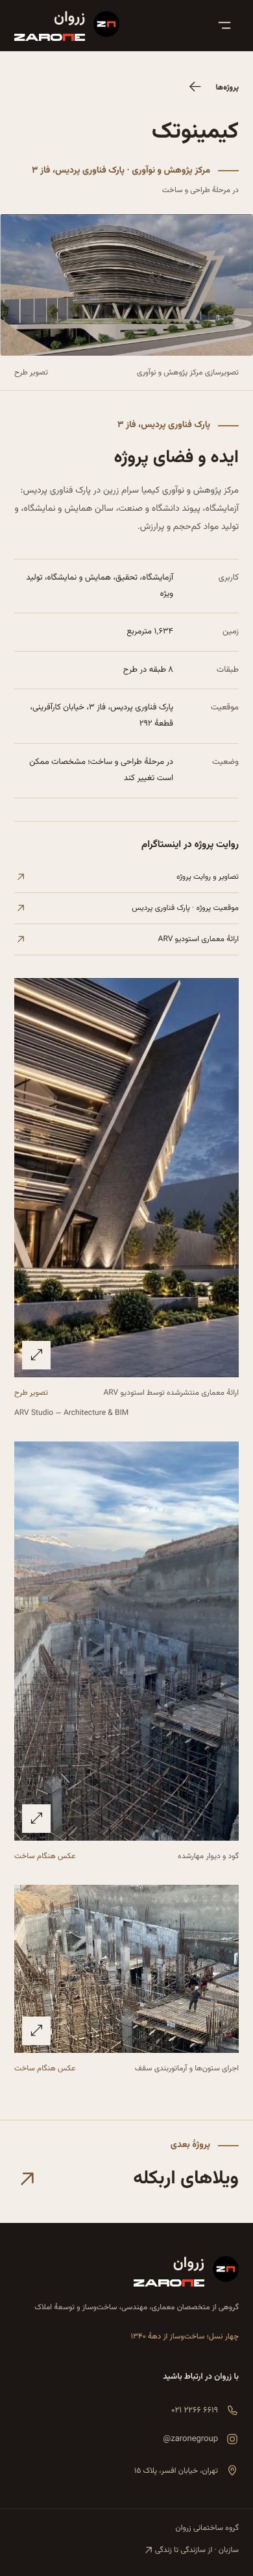 زروان
ZARONE
ZN
پروژه‌ها
کیمینوتک
مرکز پژوهش و نوآوری · پارک فناوری پردیس، فاز ۳
در مرحلهٔ طراحی و ساخت
تصویرسازی مرکز پژوهش و نوآوری
تصویر طرح
پارک فناوری پردیس، فاز ۳
ایده و فضای پروژه
مرکز پژوهش و نوآوری کیمیا سرام زرین در پارک فناوری پردیس:
آزمایشگاه، پیوند دانشگاه و صنعت، سالن همایش و نمایشگاه، و
تولید مواد کم‌حجم و پرارزش.
کاربری
آزمایشگاه، تحقیق، همایش و نمایشگاه، تولید
ویژه
زمین
۱٬۶۳۴ مترمربع
طبقات
۸ طبقه در طرح
موقعیت
پارک فناوری پردیس، فاز ۳، خیابان کارآفرینی،
قطعهٔ ۲۹۲
وضعیت
در مرحلهٔ طراحی و ساخت؛ مشخصات ممکن
است تغییر کند
روایت پروژه در اینستاگرام
تصاویر و روایت پروژه
موقعیت پروژه · پارک فناوری پردیس
ارائهٔ معماری استودیو ARV
ارائهٔ معماری منتشرشده توسط استودیو ARV
تصویر طرح
ARV Studio — Architecture & BIM
گود و دیوار مهارشده
عکس هنگام ساخت
اجرای ستون‌ها و آرماتوربندی سقف
عکس هنگام ساخت
پروژهٔ بعدی
ویلاهای اربکله
زروان
ZARONE
ZN
گروهی از متخصصان معماری، مهندسی، ساخت‌وساز و توسعهٔ املاک
چهار نسل؛ ساخت‌وساز از دههٔ ۱۳۴۰
با زروان در ارتباط باشید
۰۲۱ ۲۲۶۶ ۶۶۱۹
@zaronegroup
تهران، خیابان افسر، پلاک ۱۵
گروه ساختمانی زروان
سازبان · از سازندگی تا زندگی